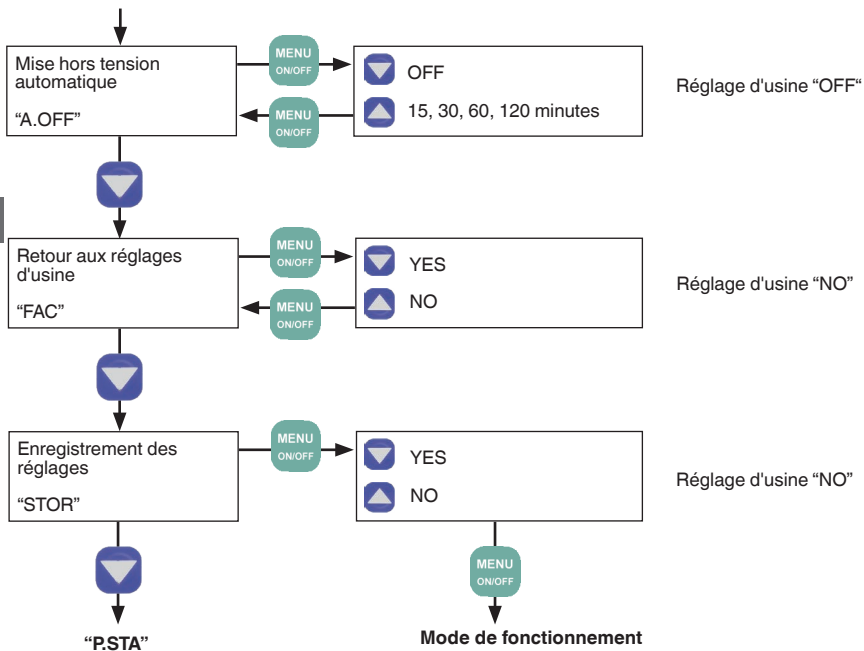 Mise hors tension
automatique
“A.OFF”
MENU
ON/OFF
MENU
ON/OFF
OFF
15, 30, 60, 120 minutes
Réglage d'usine “OFF“
Retour aux réglages
d'usine
“FAC”
MENU
ON/OFF
MENU
ON/OFF
YES
NO
Réglage d'usine “NO”
Enregistrement des
réglages
“STOR”
MENU
ON/OFF
YES
NO
Réglage d'usine “NO”
MENU
ON/OFF
“P.STA”
Mode de fonctionnement